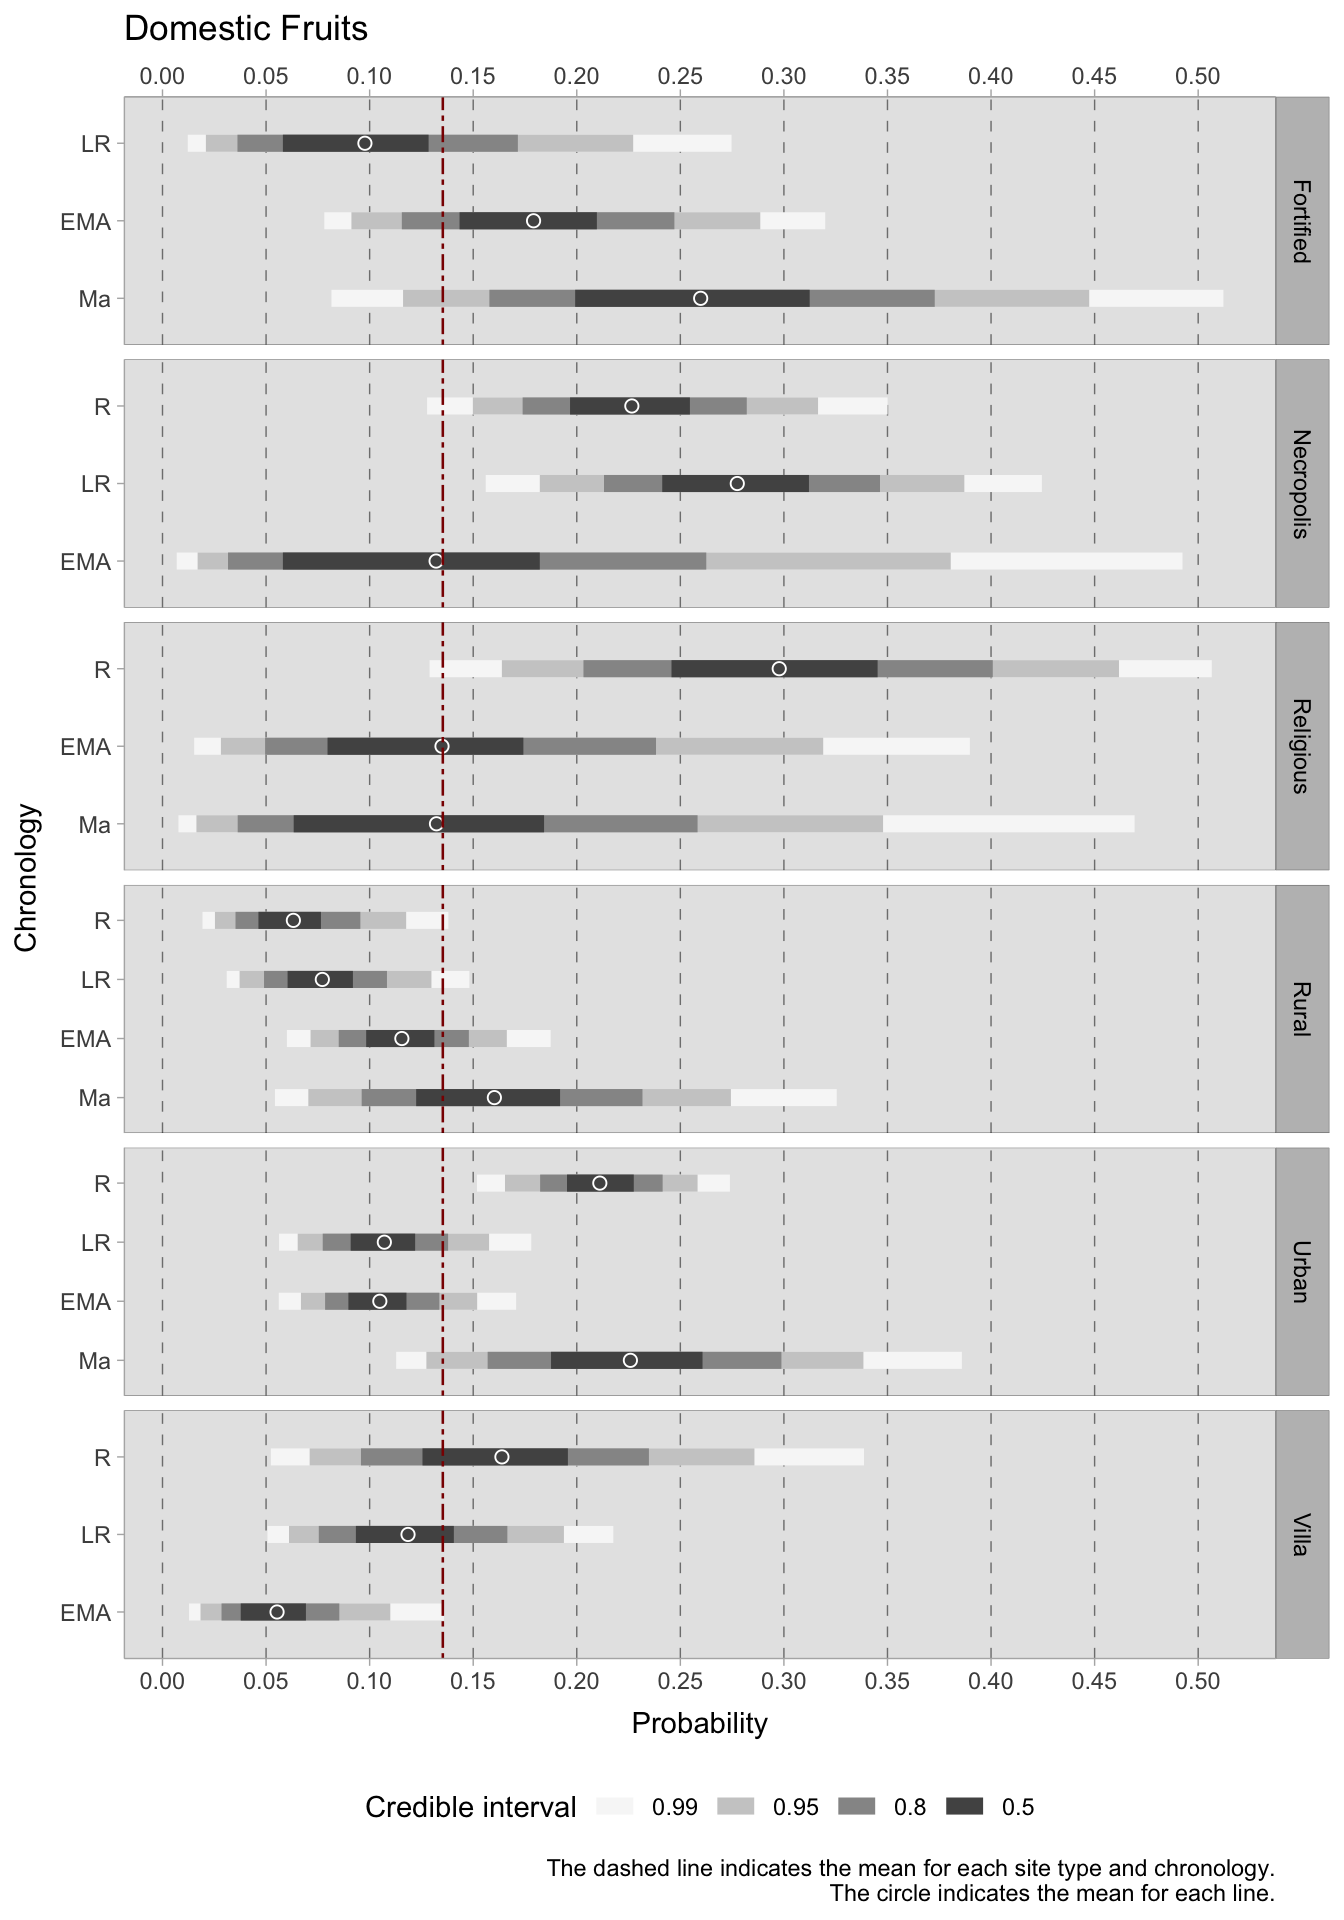 Domestic Fruits
0.00 0.05 0.10 0.15 0.20 0.25 0.30 0.35 0.40 0.45 0.50
LR
EMA
Ma
Fortified
R
LR
EMA
Necropolis
R
EMA
Ma
Religious
Chronology
R
LR
EMA
Ma
Rural
R
LR
EMA
Ma
Urban
R
LR
EMA
Villa
0.00 0.05 0.10 0.15 0.20 0.25 0.30 0.35 0.40 0.45 0.50
Probability
Credible interval 0.99 0.95 0.8 0.5
The dashed line indicates the mean for each site type and chronology.
The circle indicates the mean for each line.